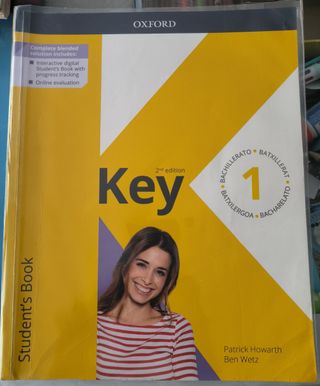 OXFORD
Complete blended
solution includes:
Interactive digital
Student's Book with
progress tracking
Online evaluation
2nd edition
Key
1
BACHILLERATO • BATXILLERAT •
BACHARELATO • BATXILERGOA •
Student's Book
Patrick Howarth
Ben Wetz